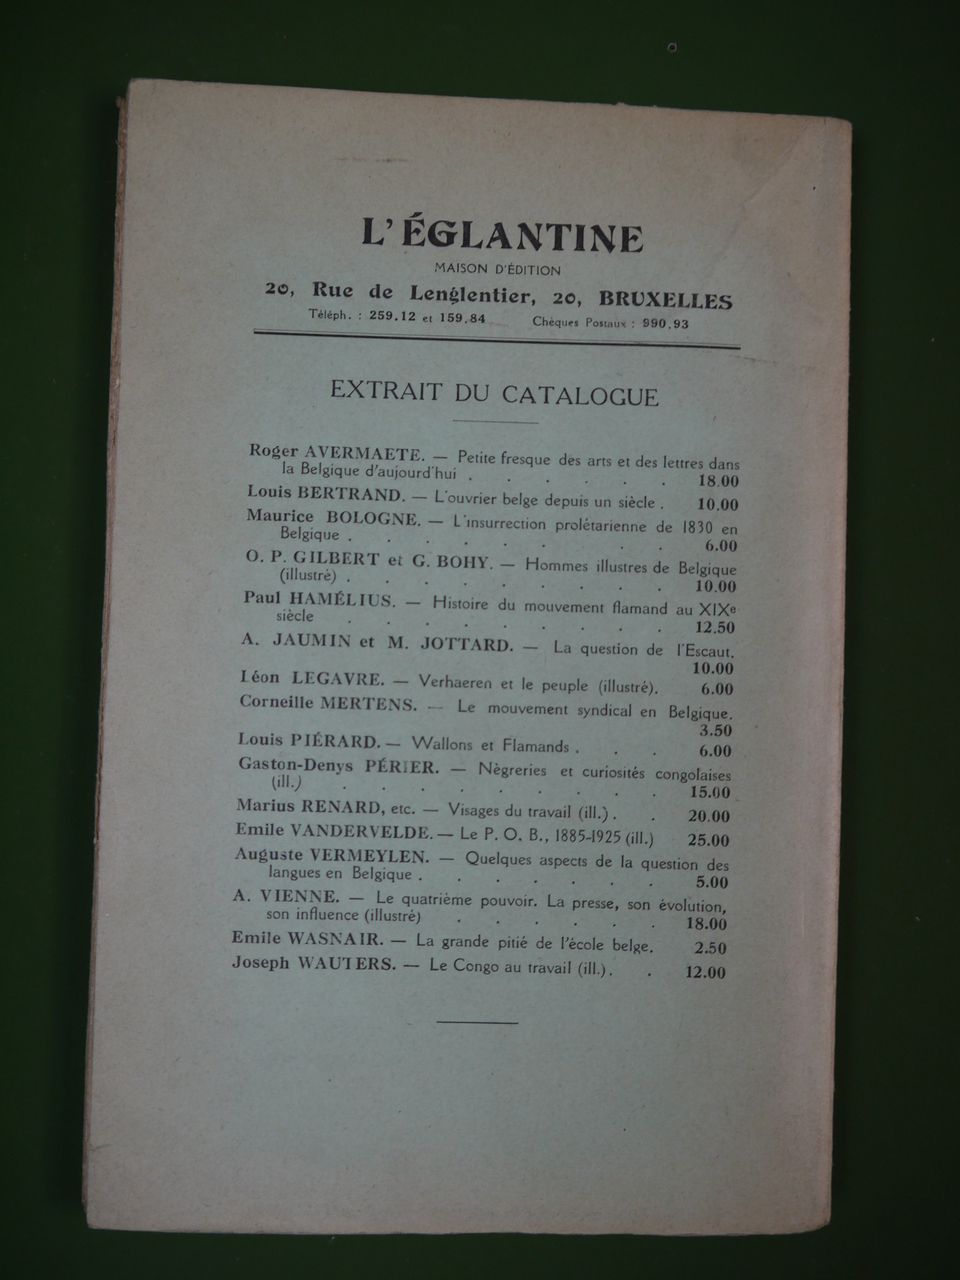 L'ÉGLANTINE
MAISON D'ÉDITION
20, Rue de Lenglentier, 20, BRUXELLES
Téléph. : 259.12 et 159.84 Chèques Postaux : 990.93
EXTRAIT DU CATALOGUE
Roger AVERMAETE. — Petite fresque des arts et des lettres dans
la Belgique d'aujourd'hui . . . . . . 18.00
Louis BERTRAND. — L'ouvrier belge depuis un siècle . 10.00
Maurice BOLOGNE. — L'insurrection prolétarienne de 1830 en
Belgique . . . . . . . . 6.00
O. P. GILBERT et G. BOHY. — Hommes illustres de Belgique
(illustré) . . . . . . . . . 10.00
Paul HAMÉLIUS. — Histoire du mouvement flamand au XIXe
siècle . . . . . . . . 12.50
A. JAUMIN et M. JOTTARD. — La question de l'Escaut.
10.00
Léon LEGAVRE. — Verhaeren et le peuple (illustré). 6.00
Corneille MERTENS. — Le mouvement syndical en Belgique.
3.50
Louis PIÉRARD. — Wallons et Flamands . . . 6.00
Gaston-Denys PÉRIER. — Nègreries et curiosités congolaises
(ill.) . . . . . . . . 15.00
Marius RENARD, etc. — Visages du travail (ill.) . . 20.00
Emile VANDERVELDE. — Le P. O. B., 1885-1925 (ill.) 25.00
Auguste VERMEYLEN. — Quelques aspects de la question des
langues en Belgique . . . . . . . 5.00
A. VIENNE. — Le quatrième pouvoir. La presse, son évolution,
son influence (illustré) . . . . . . 18.00
Emile WASNAIR. — La grande pitié de l'école belge. 2.50
Joseph WAUTERS. — Le Congo au travail (ill.) . . 12.00